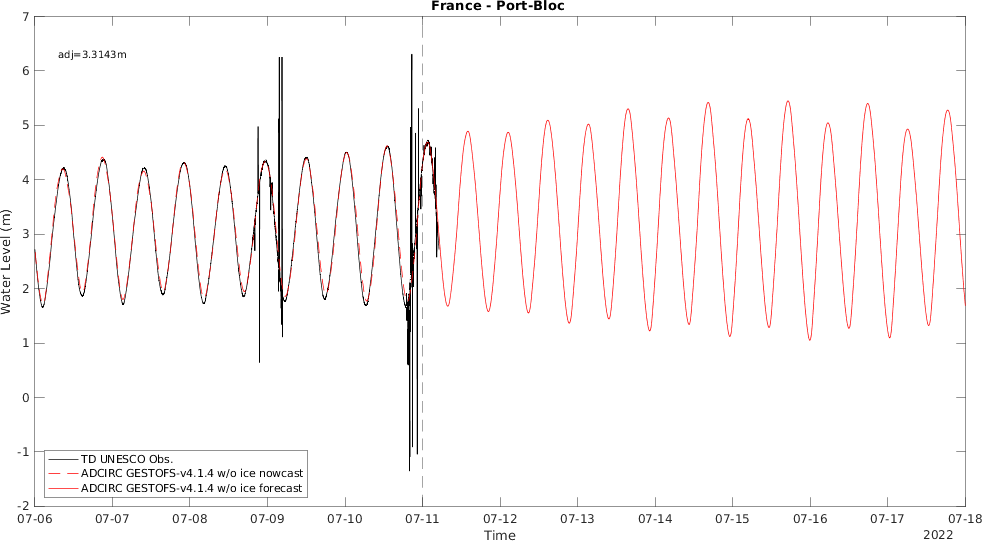 France - Port-Bloc
adj=3.3143m
Water Level (m)
7
6
5
4
3
2
1
0
-1
-2
TD UNESCO Obs.
ADCIRC GESTOFS-v4.1.4 w/o ice nowcast
ADCIRC GESTOFS-v4.1.4 w/o ice forecast
07-06 07-07 07-08 07-09 07-10 07-11 07-12 07-13 07-14 07-15 07-16 07-17 07-18
Time
2022